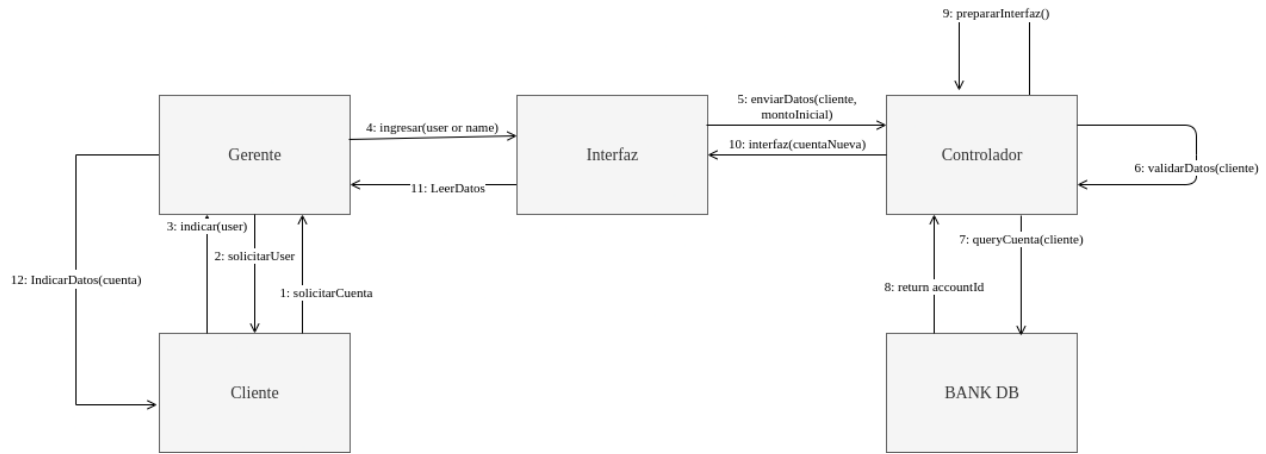 9: prepararInterfaz()
5: enviarDatos(cliente,
montoInicial)
4: ingresar(user or name)
Gerente
Interfaz
10: interfaz(cuentaNueva)
Controlador
6: validarDatos(cliente)
11: LeerDatos
3: indicar(user)
7: queryCuenta(cliente)
2: solicitarUser
12: IndicarDatos(cuenta)
8: return accountId
1: solicitarCuenta
Cliente
BANK DB